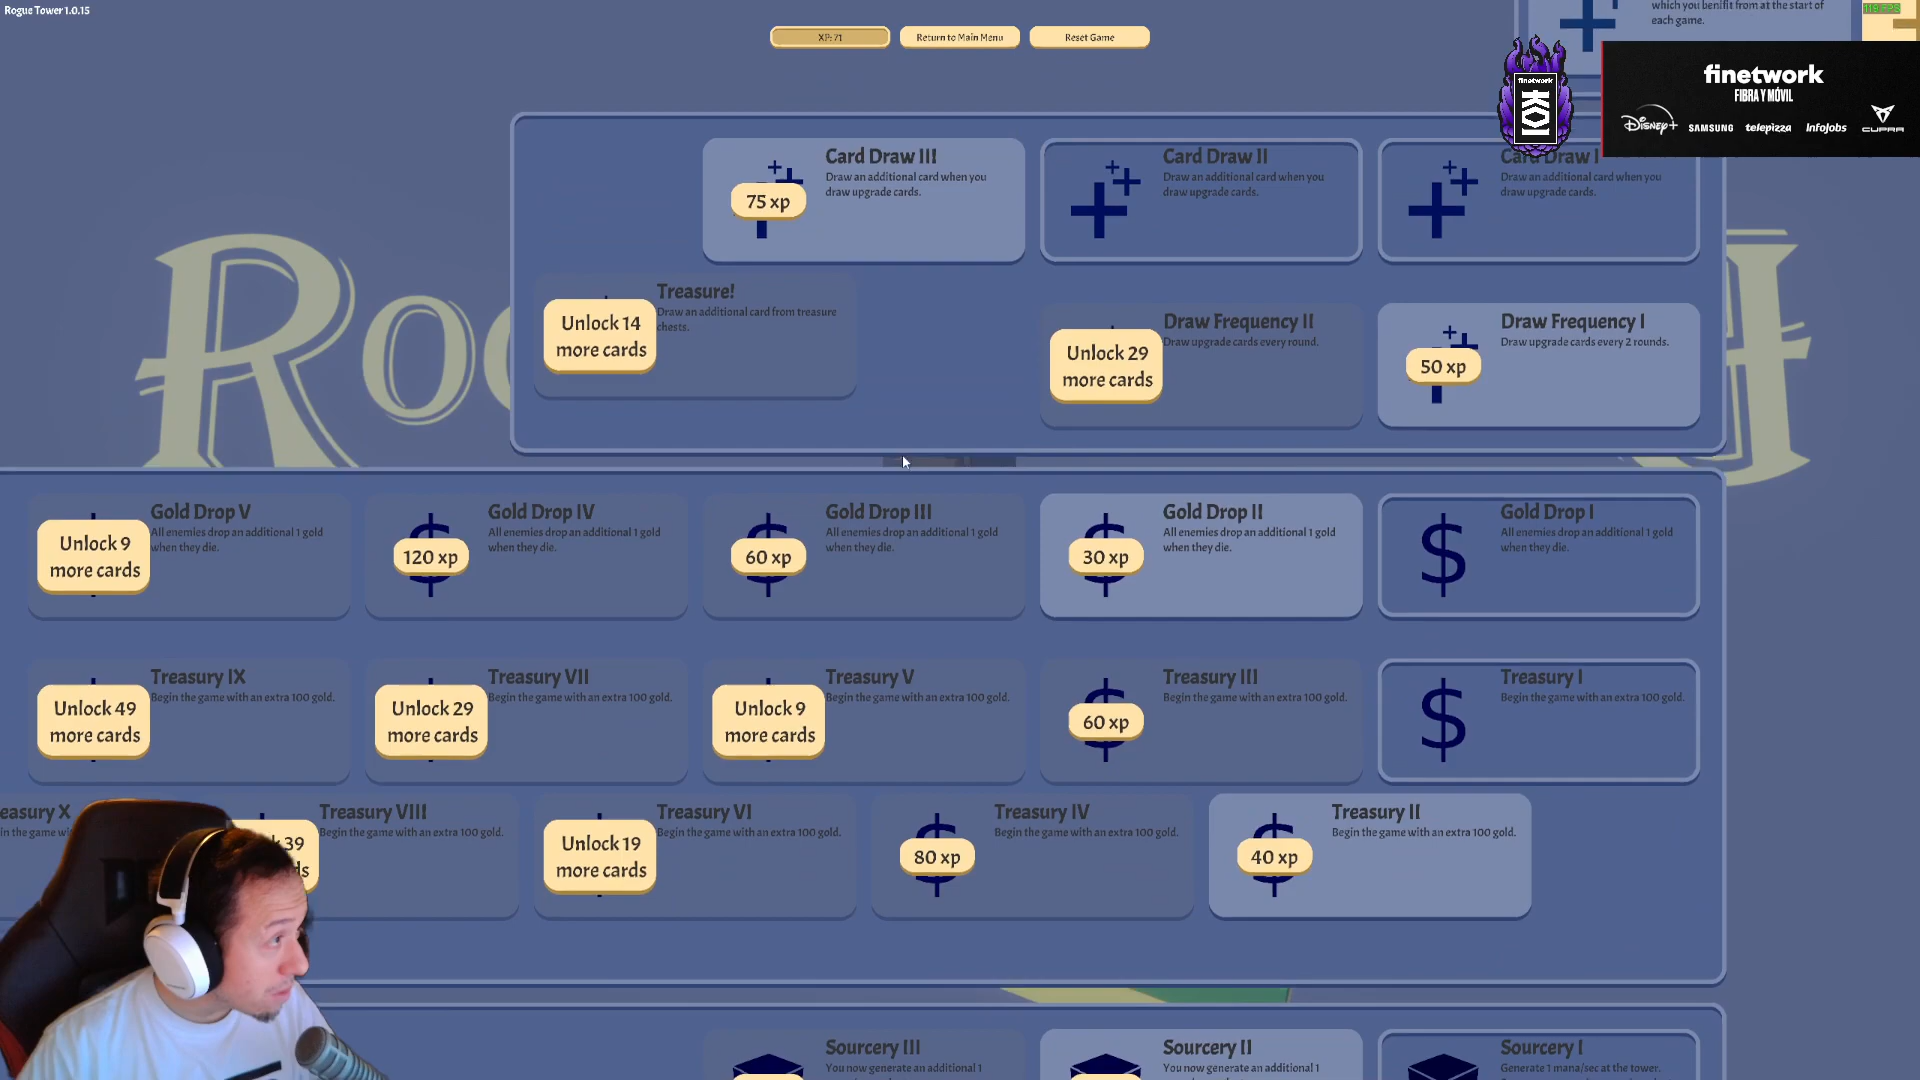 Rogue Tower 1.0.15
XP: 71
Return to Main Menu
Reset Game
which you benifit from at the start of
each game.
119 FPS
finetwork
KOI
finetwork
FIBRA Y MÓVIL
Disney+
SAMSUNG
telepizza
InfoJobs
CUPRA
Card Draw III
Draw an additional card when you
draw upgrade cards.
75 xp
Card Draw II
Draw an additional card when you
draw upgrade cards.
Card Draw I
Draw an additional card when you
draw upgrade cards.
Treasure!
Draw an additional card from treasure
chests.
Unlock 14
more cards
Draw Frequency II
Draw upgrade cards every round.
Unlock 29
more cards
Draw Frequency I
Draw upgrade cards every 2 rounds.
50 xp
Gold Drop V
All enemies drop an additional 1 gold
when they die.
Unlock 9
more cards
Gold Drop IV
All enemies drop an additional 1 gold
when they die.
120 xp
Gold Drop III
All enemies drop an additional 1 gold
when they die.
60 xp
Gold Drop II
All enemies drop an additional 1 gold
when they die.
30 xp
Gold Drop I
All enemies drop an additional 1 gold
when they die.
Treasury IX
Begin the game with an extra 100 gold.
Unlock 49
more cards
Treasury VII
Begin the game with an extra 100 gold.
Unlock 29
more cards
Treasury V
Begin the game with an extra 100 gold.
Unlock 9
more cards
Treasury III
Begin the game with an extra 100 gold.
60 xp
Treasury I
Begin the game with an extra 100 gold.
easury X
in the game wi
Treasury VIII
Begin the game with an extra 100 gold.
39
Treasury VI
Begin the game with an extra 100 gold.
Unlock 19
more cards
Treasury IV
Begin the game with an extra 100 gold.
80 xp
Treasury II
Begin the game with an extra 100 gold.
40 xp
Sourcery III
You now generate an additional 1
Sourcery II
You now generate an additional 1
Sourcery I
Generate 1 mana/sec at the tower.